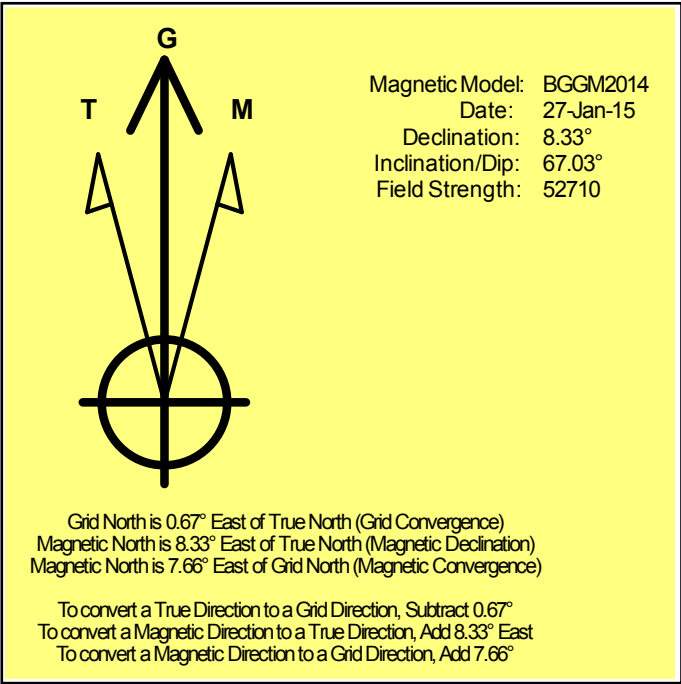 G
T M
Magnetic Model: BGGM2014
Date: 27-Jan-15
Declination: 8.33°
Inclination/Dip: 67.03°
Field Strength: 52710
Grid North is 0.67° East of True North (Grid Convergence)
Magnetic North is 8.33° East of True North (Magnetic Declination)
Magnetic North is 7.66° East of Grid North (Magnetic Convergence)
To convert a True Direction to a Grid Direction, Subtract 0.67°
To convert a Magnetic Direction to a True Direction, Add 8.33° East
To convert a Magnetic Direction to a Grid Direction, Add 7.66°